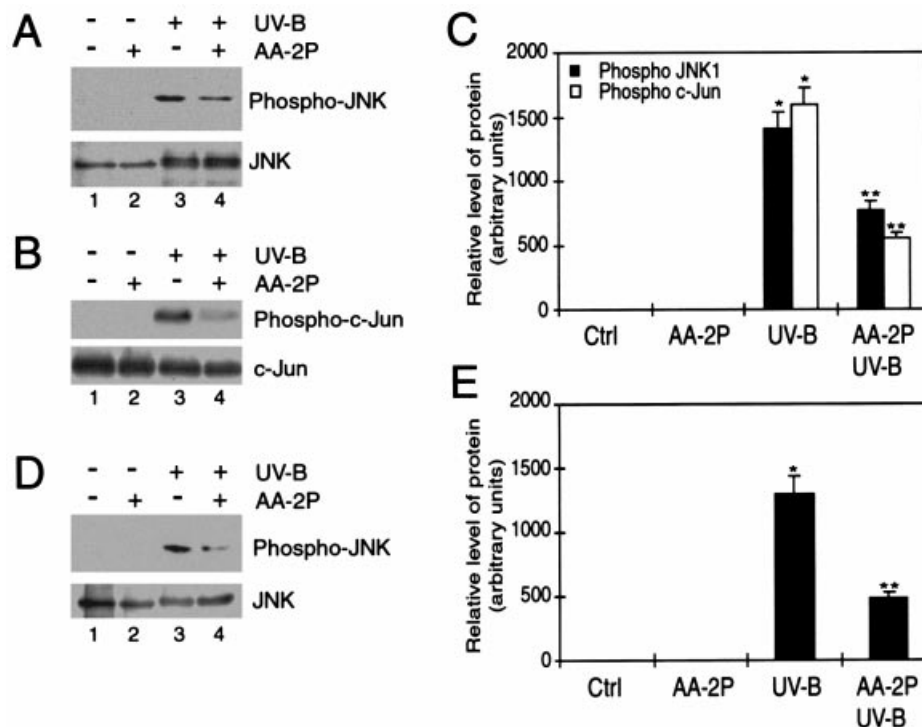 A
- - + + UV-B
- + - + AA-2P
Phospho-JNK
JNK
1 2 3 4
B
- - + + UV-B
- + - + AA-2P
Phospho-c-Jun
c-Jun
1 2 3 4
D
- - + + UV-B
- + - + AA-2P
Phospho-JNK
JNK
1 2 3 4
C
Relative level of protein
(arbitrary units)
2000
1500
1000
500
0
Phospho JNK1
Phospho c-Jun
* *
** **
Ctrl AA-2P UV-B AA-2P
UV-B
E
Relative level of protein
(arbitrary units)
2000
1500
1000
500
0
*
**
Ctrl AA-2P UV-B AA-2P
UV-B